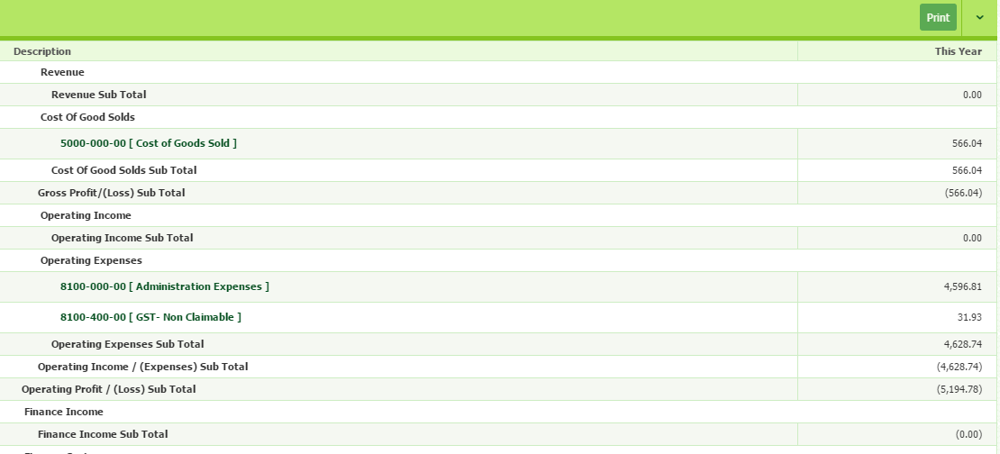 Print
Description This Year
Revenue
Revenue Sub Total 0.00
Cost Of Good Solds
5000-000-00 [ Cost of Goods Sold ] 566.04
Cost Of Good Solds Sub Total 566.04
Gross Profit/(Loss) Sub Total (566.04)
Operating Income
Operating Income Sub Total 0.00
Operating Expenses
8100-000-00 [ Administration Expenses ] 4,596.81
8100-400-00 [ GST- Non Claimable ] 31.93
Operating Expenses Sub Total 4,628.74
Operating Income / (Expenses) Sub Total (4,628.74)
Operating Profit / (Loss) Sub Total (5,194.78)
Finance Income
Finance Income Sub Total (0.00)